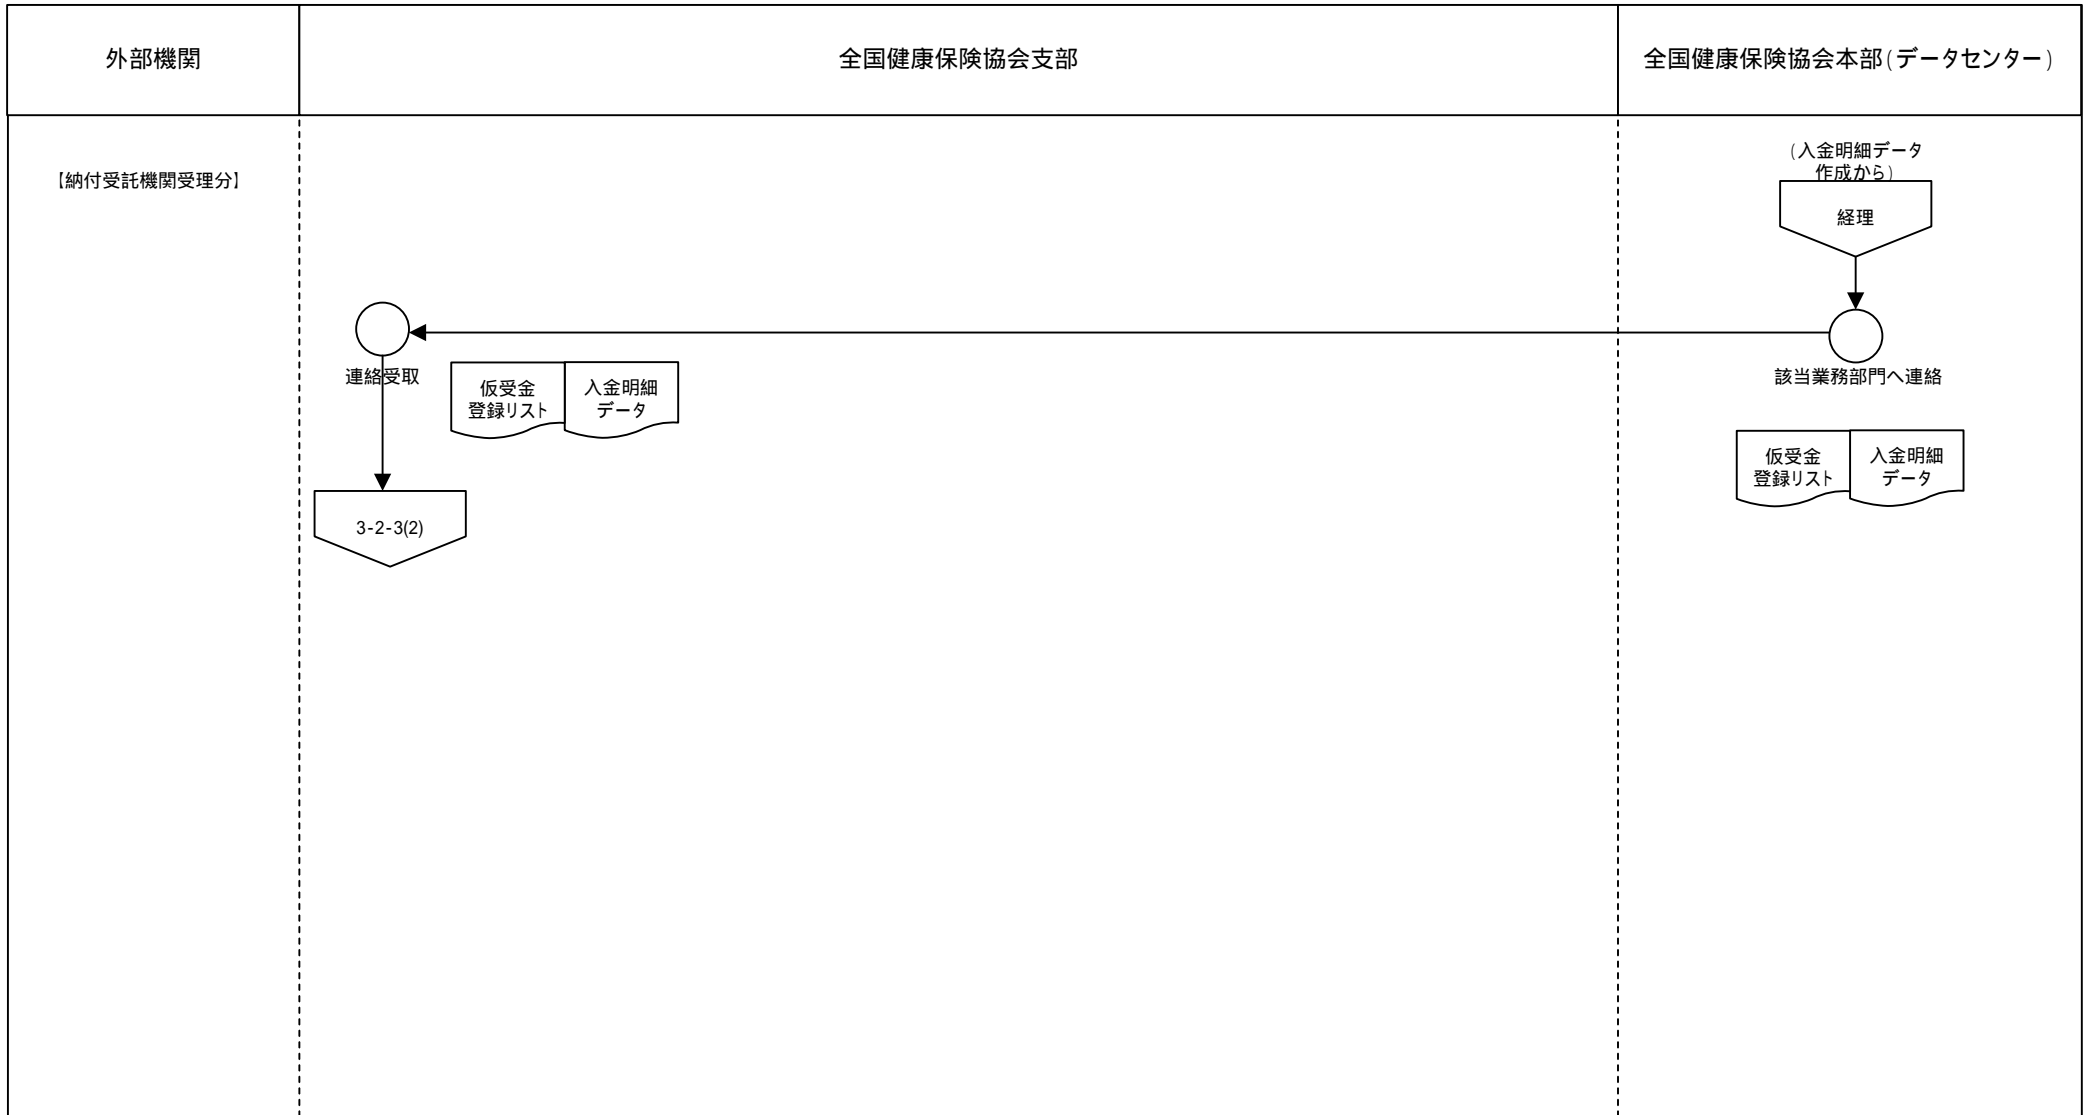 外部機関
全国健康保険協会支部
全国健康保険協会本部(データセンター)
【納付受託機関受理分】
(入金明細データ
作成から)
経理
連絡受取
該当業務部門へ連絡
仮受金
登録リスト
入金明細
データ
仮受金
登録リスト
入金明細
データ
3-2-3(2)